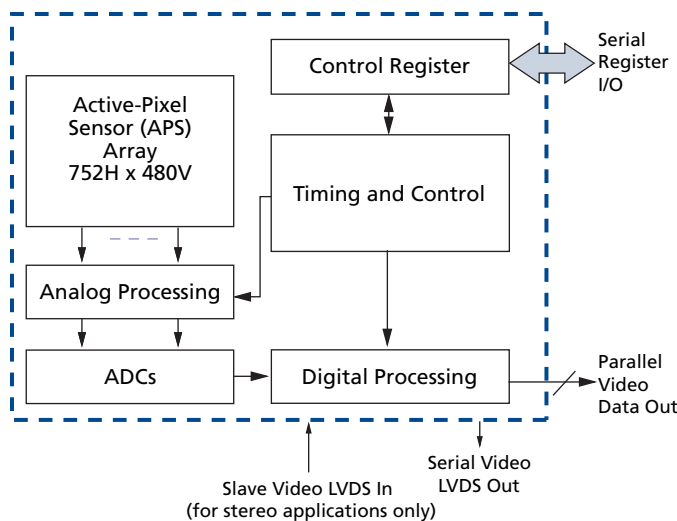 Control Register
Serial
Register
I/O
Active-Pixel
Sensor (APS)
Array
752H x 480V
Timing and Control
Analog Processing
ADCs
Digital Processing
Parallel
Video
Data Out
Slave Video LVDS In
(for stereo applications only)
Serial Video
LVDS Out